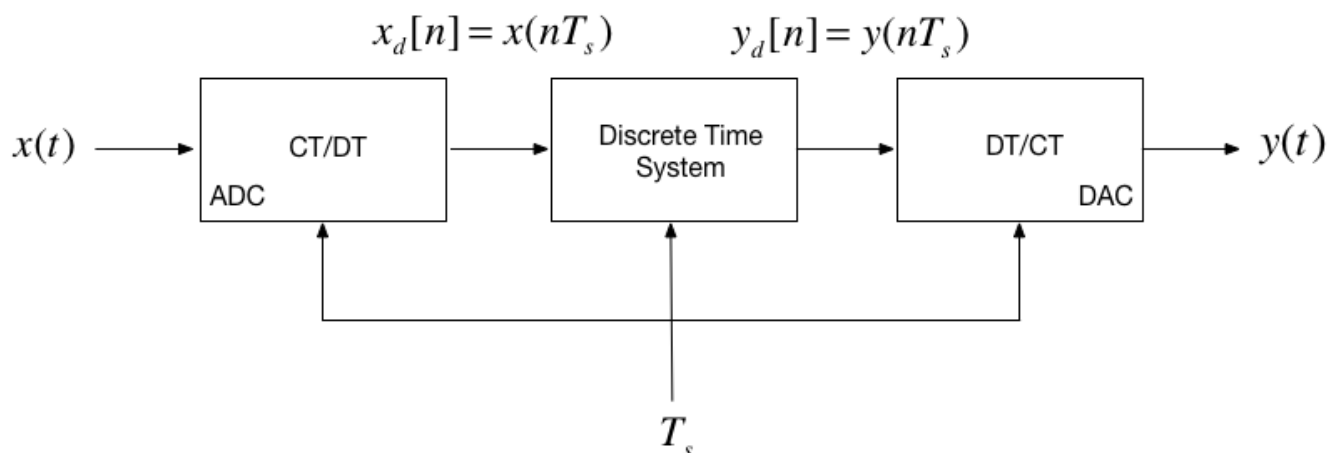 x_d[n] = x(nT_s)
y_d[n] = y(nT_s)
x(t)
CT/DT
ADC
Discrete Time
System
DT/CT
DAC
y(t)
T_s